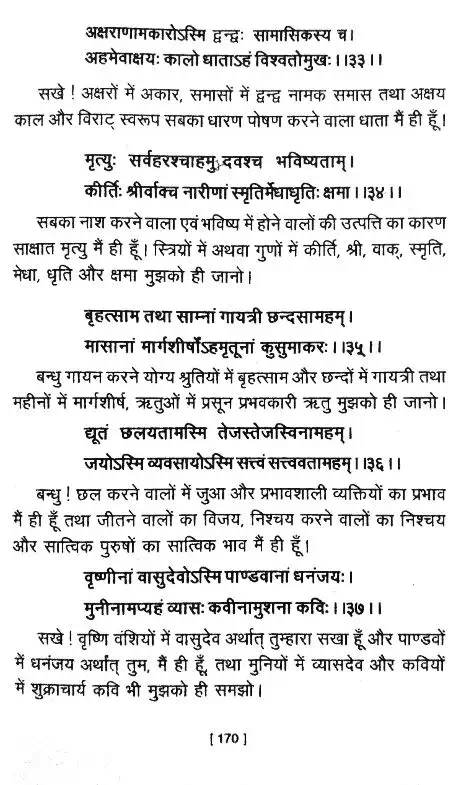 अक्षराणामकारोऽस्मि द्वन्द्वः सामासिकस्य च।
अहमेवाक्षयः कालो धाताऽहं विश्वतोमुखः।।३३।।
सखे ! अक्षरों में अकार, समासों में द्वन्द नामक समास तथा अक्षय
काल और विराट् स्वरूप सबका धारण पोषण करने वाला धाता मैं ही हूँ।
मृत्युः सर्वहरश्चाहमुदवश्च भविष्यताम्।
कीर्तिः श्रीर्वाक्च नारीणां स्मृतिर्मेधाधृतिः क्षमा।।३४।।
सबका नाश करने वाला एवं भविष्य में होने वालों की उत्पत्ति का कारण
साक्षात मृत्यु मैं ही हूँ। स्त्रियों में अथवा गुणों में कीर्ति, श्री, वाक्, स्मृति,
मेधा, धृति और क्षमा मुझको ही जानो।
बृहत्साम तथा साम्नां गायत्री छन्दसामहम्।
मासानां मार्गशीर्षोंऽहमृतूनां कुसुमाकरः।।३५।।
बन्धु गायन करने योग्य श्रुतियों में बृहत्साम और छन्दों में गायत्री तथा
महीनों में मार्गशीर्ष, ऋतुओं में प्रसून प्रभवकारी ऋतु मुझको ही जानो।
द्यूतं छलयतामस्मि तेजस्तेजस्विनामहम्।
जयोऽस्मि व्यवसायोऽस्मि सत्त्वं सत्त्ववतामहम्।।३६।।
बन्धु ! छल करने वालों में जुआ और प्रभावशाली व्यक्तियों का प्रभाव
मैं ही हूँ तथा जीतने वालों का विजय, निश्चय करने वालों का निश्चय
और सात्विक पुरुषों का सात्विक भाव मैं ही हूँ।
वृष्णीनां वासुदेवोऽस्मि पाण्डवानां धनंजयः।
मुनीनामप्यहं व्यासः कवीनामुशना कविः।।३७।।
सखे ! वृष्णि वंशियों में वासुदेव अर्थात् तुम्हारा सखा हूँ और पाण्डवों
में धनंजय अर्थात् तुम, मैं ही हूँ, तथा मुनियों में व्यासदेव और कवियों
में शुक्राचार्य कवि भी मुझको ही समझो।
[ 170 ]